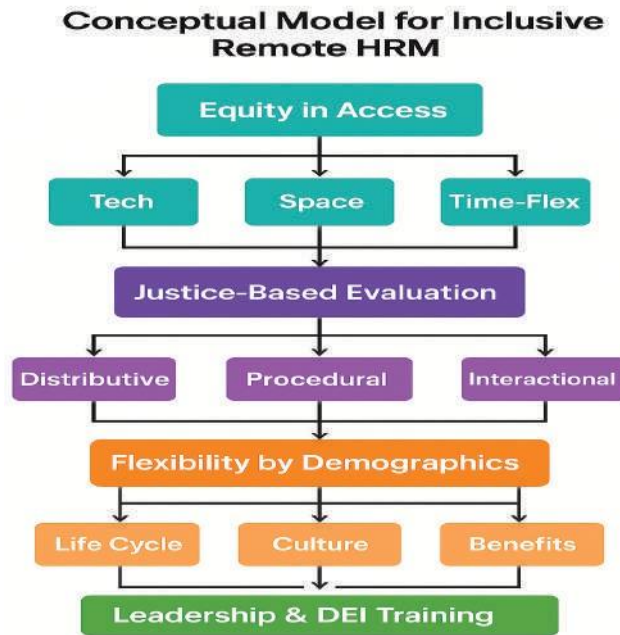 Conceptual Model for Inclusive
Remote HRM
Equity in Access
Tech
Space
Time-Flex
Justice-Based Evaluation
Distributive
Procedural
Interactional
Flexibility by Demographics
Life Cycle
Culture
Benefits
Leadership & DEI Training